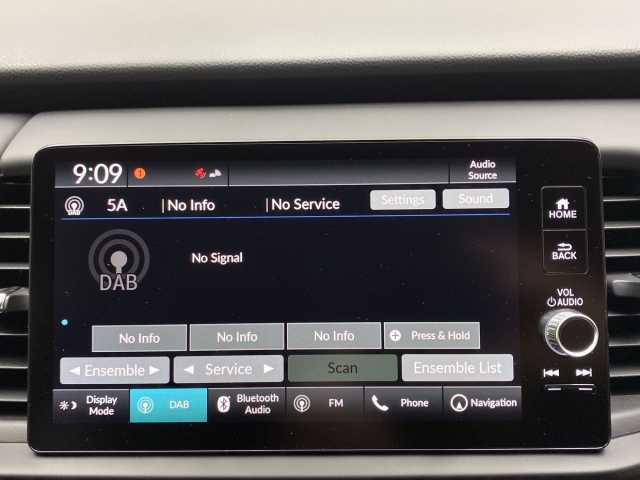 9:09
Audio
Source
DAB
5A |No Info |No Service
Settings Sound
HOME
No Signal
DAB
BACK
VOL
AUDIO
No Info No Info No Info Press & Hold
Ensemble Service Scan Ensemble List
Display
Mode
DAB
Bluetooth
Audio
FM
Phone
Navigation